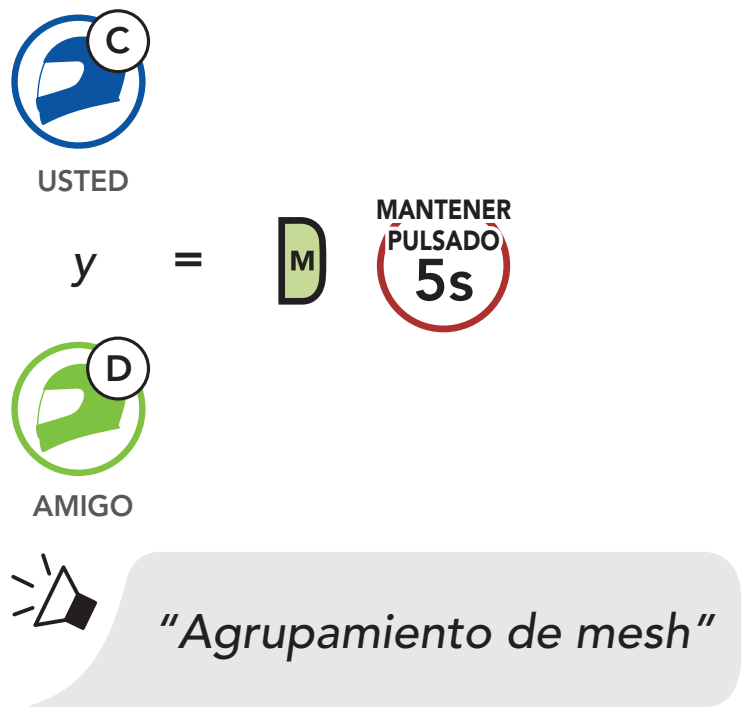 C
USTED
y = M MANTENER
PULSADO
5s
D
AMIGO
"Agrupamiento de mesh"